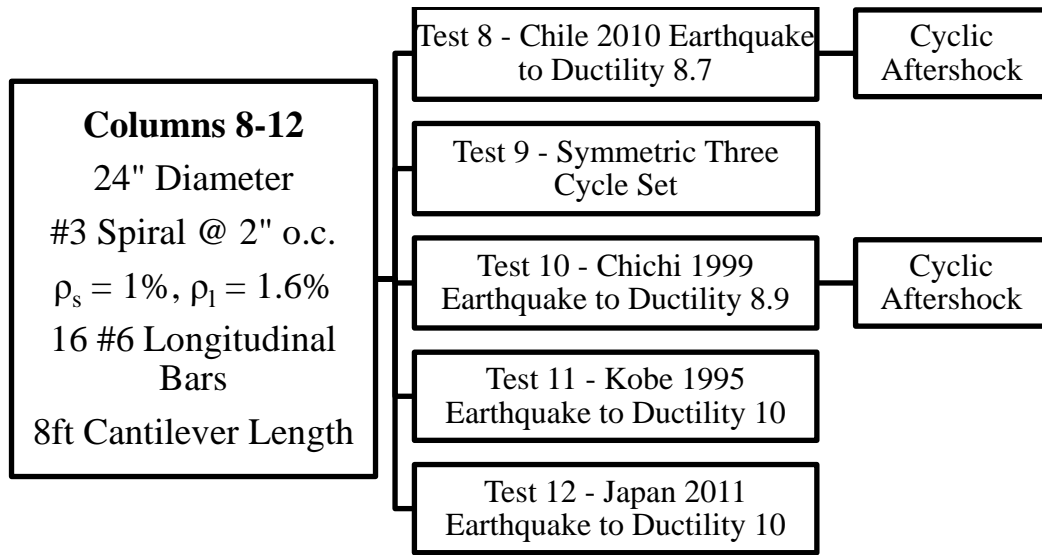 Columns 8-12
24" Diameter
#3 Spiral @ 2" o.c.
ρs = 1%, ρl = 1.6%
16 #6 Longitudinal
Bars
8ft Cantilever Length
Test 8 - Chile 2010 Earthquake
to Ductility 8.7
Cyclic
Aftershock
Test 9 - Symmetric Three
Cycle Set
Test 10 - Chichi 1999
Earthquake to Ductility 8.9
Cyclic
Aftershock
Test 11 - Kobe 1995
Earthquake to Ductility 10
Test 12 - Japan 2011
Earthquake to Ductility 10